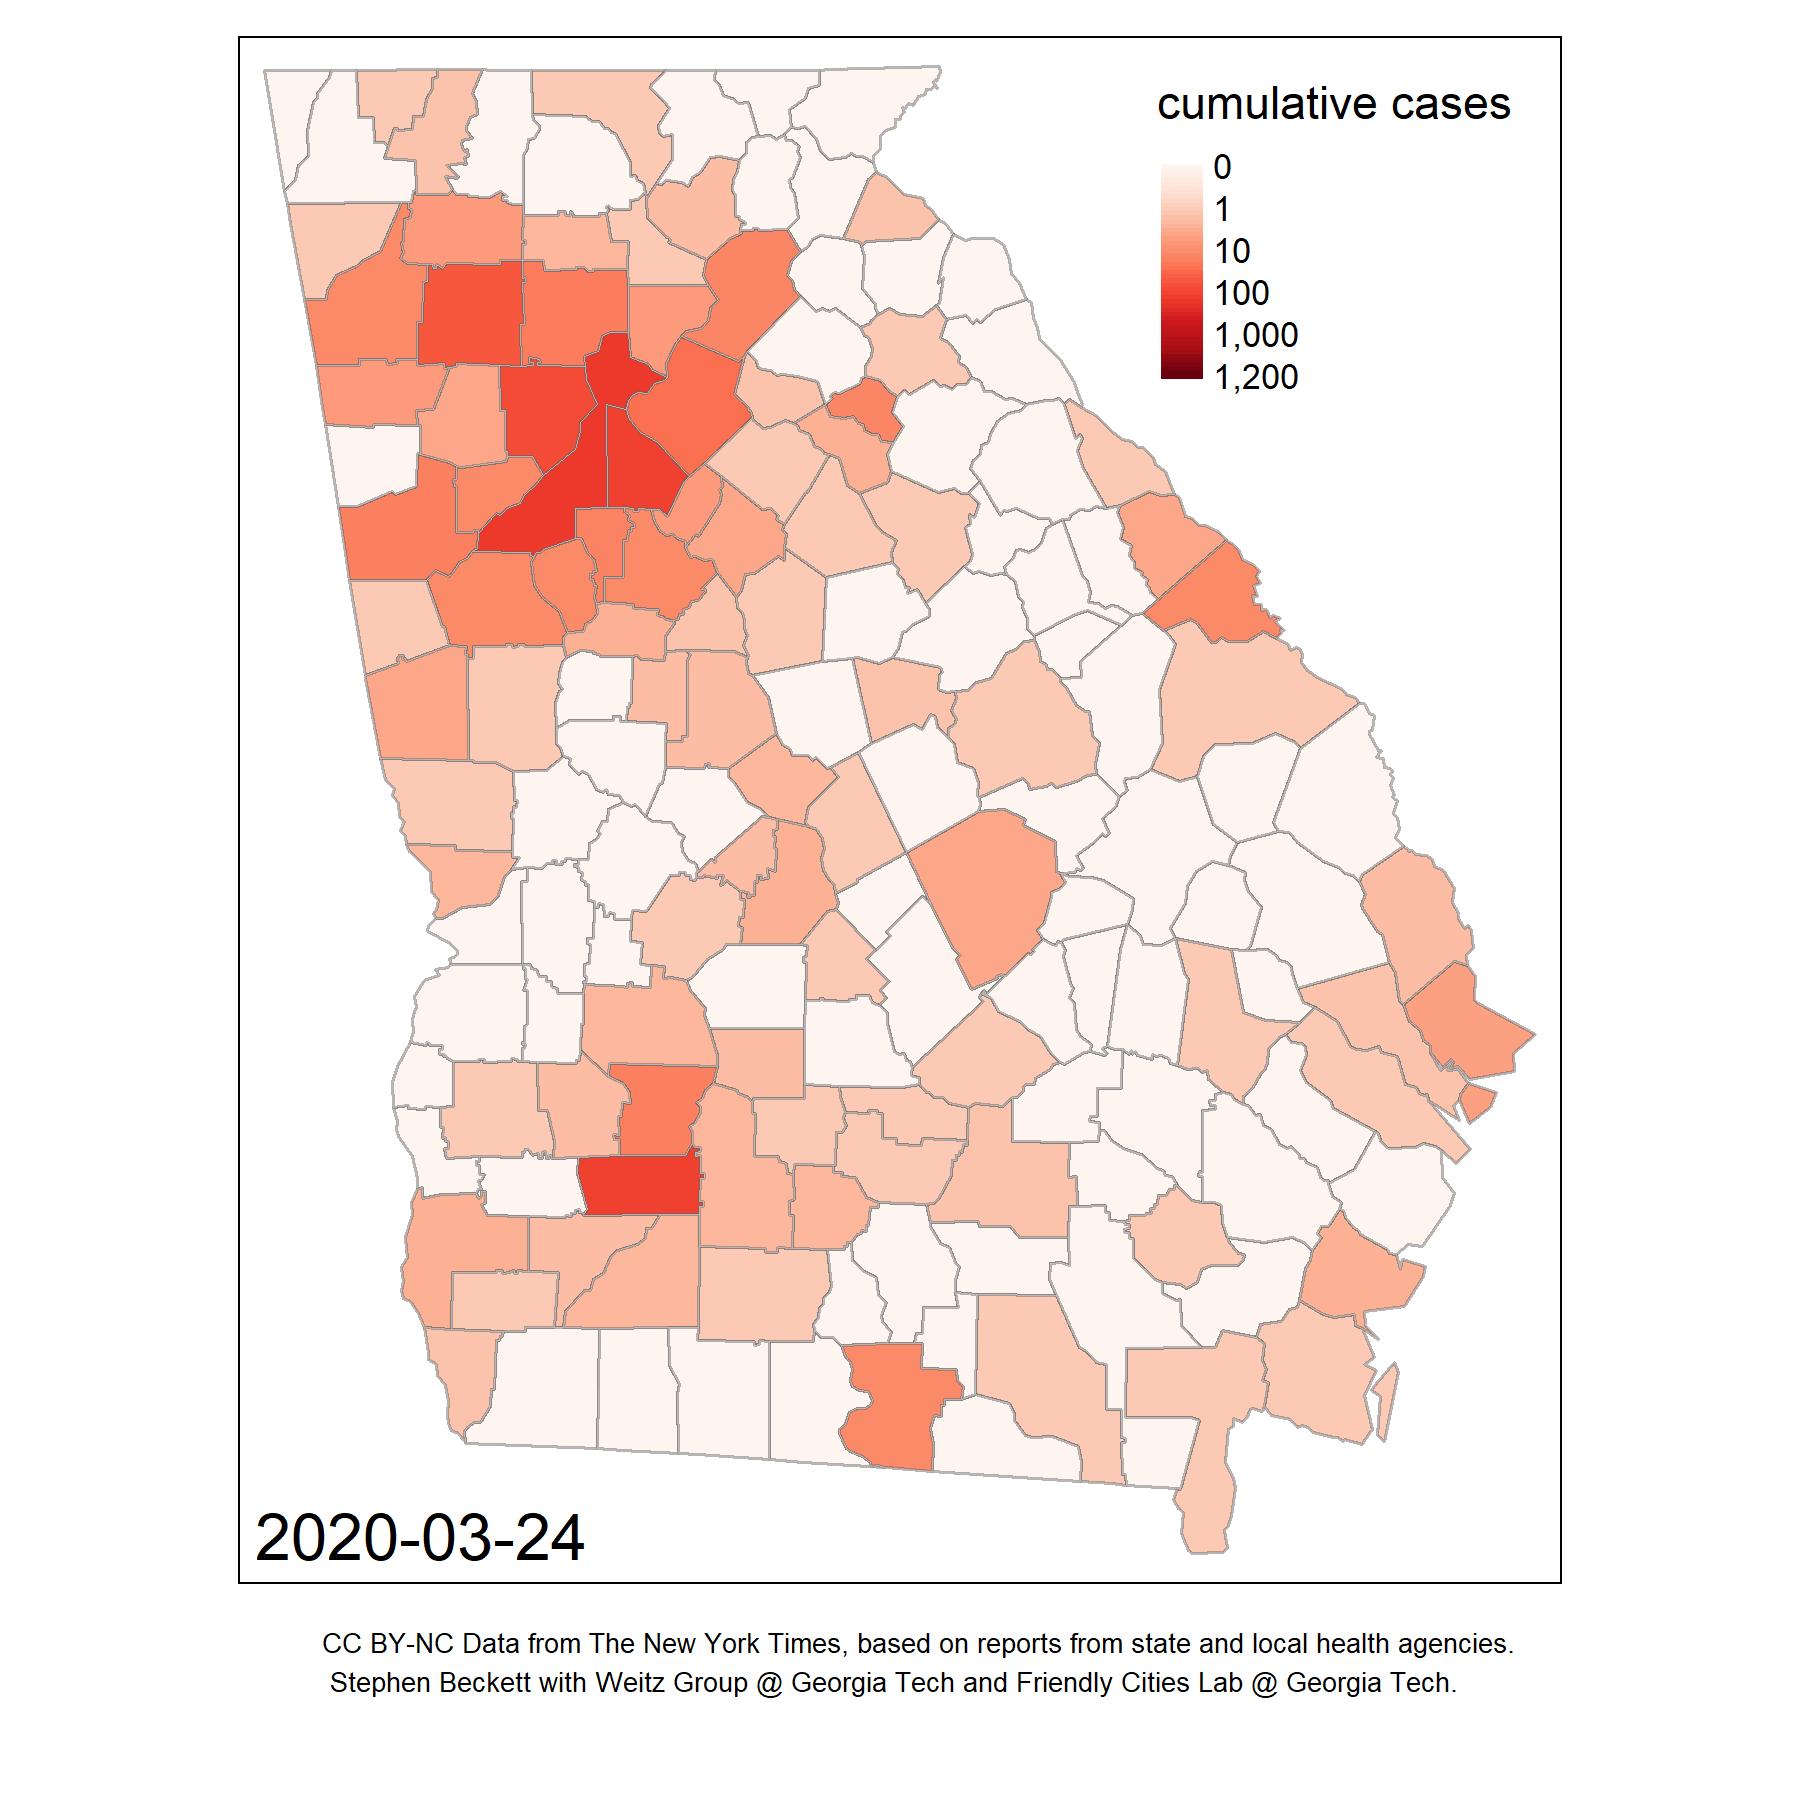 cumulative cases
0
1
10
100
1,000
1,200
2020-03-24
CC BY-NC Data from The New York Times, based on reports from state and local health agencies.
Stephen Beckett with Weitz Group @ Georgia Tech and Friendly Cities Lab @ Georgia Tech.